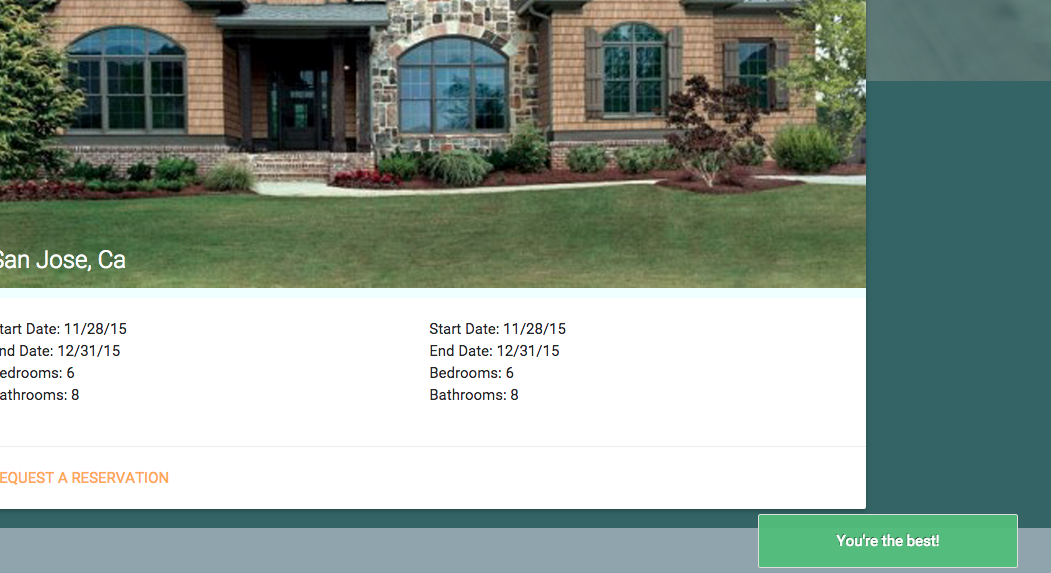 San Jose, Ca
tart Date: 11/28/15
nd Date: 12/31/15
edrooms: 6
athrooms: 8
Start Date: 11/28/15
End Date: 12/31/15
Bedrooms: 6
Bathrooms: 8
EQUEST A RESERVATION
You're the best!